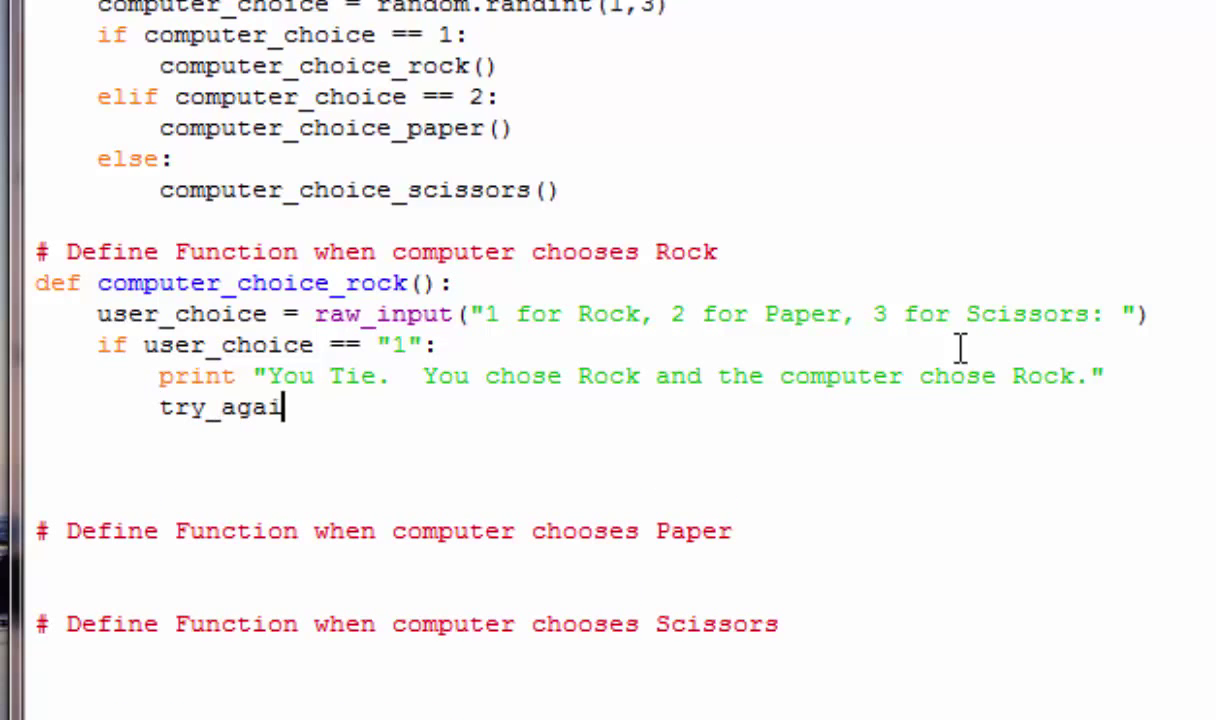 computer_choice = random.randint(1,3)
if computer_choice == 1:
computer_choice_rock()
elif computer_choice == 2:
computer_choice_paper()
else:
computer_choice_scissors()
# Define Function when computer chooses Rock
def computer_choice_rock():
user_choice = raw_input("1 for Rock, 2 for Paper, 3 for Scissors: ")
if user_choice == "1":
print "You Tie.  You chose Rock and the computer chose Rock."
try_agai
# Define Function when computer chooses Paper
# Define Function when computer chooses Scissors